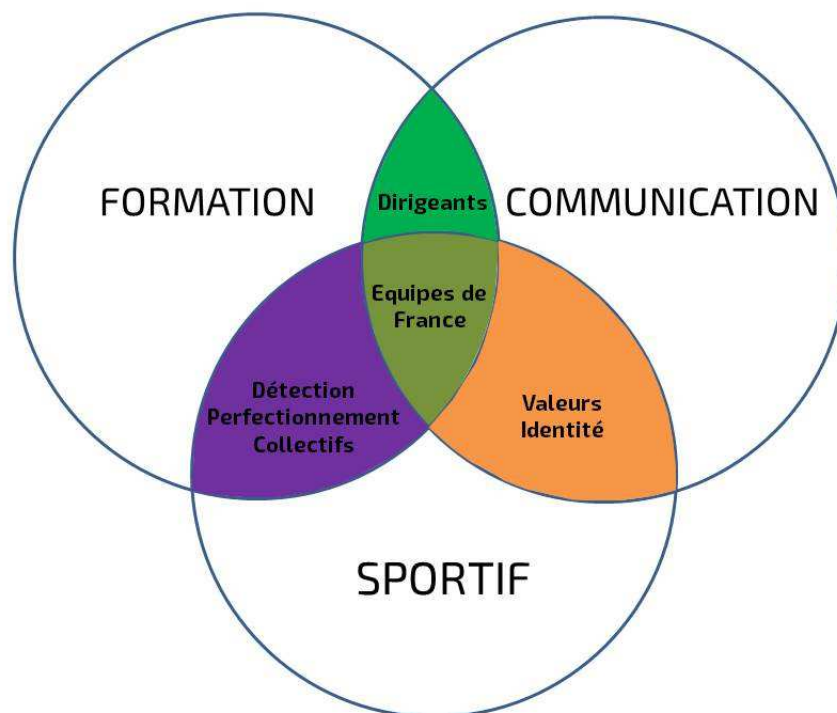 FORMATION
COMMUNICATION
Dirigeants
Equipes de
France
Détection
Perfectionnement
Collectifs
Valeurs
Identité
SPORTIF